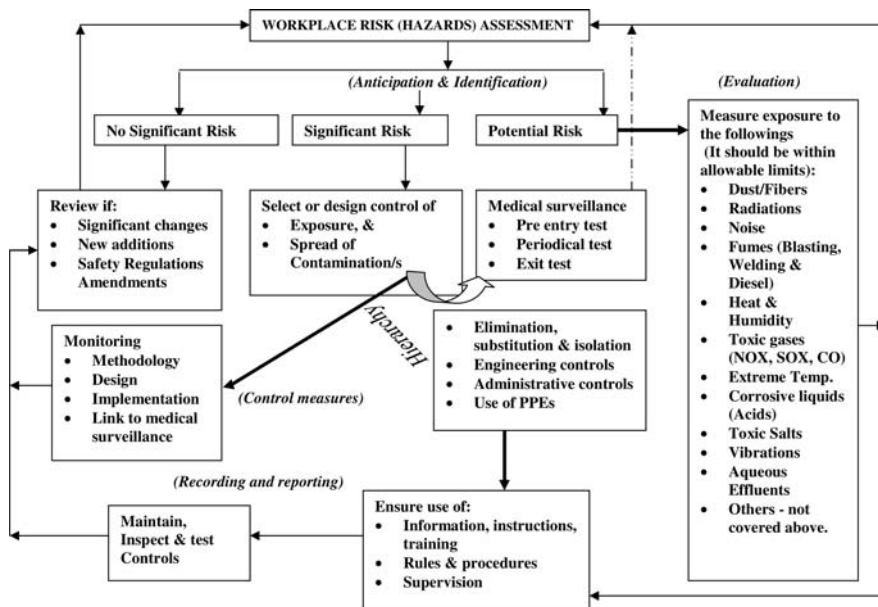 WORKPLACE RISK (HAZARDS) ASSESSMENT
(Anticipation & Identification)
(Evaluation)
No Significant Risk
Significant Risk
Potential Risk
Measure exposure to
the followings
(It should be within
allowable limits):
• Dust/Fibers
• Radiations
• Noise
• Fumes (Blasting,
Welding &
Diesel)
• Heat &
Humidity
• Toxic gases
(NOX, SOX, CO)
• Extreme Temp.
• Corrosive liquids
(Acids)
• Toxic Salts
• Vibrations
• Aqueous
Effluents
• Others - not
covered above.
Review if:
• Significant changes
• New additions
• Safety Regulations
Amendments
Select or design control of
• Exposure, &
• Spread of
Contamination/s
Medical surveillance
• Pre entry test
• Periodical test
• Exit test
Hierarchy
Monitoring
• Methodology
• Design
• Implementation
• Link to medical
surveillance
(Control measures)
• Elimination,
substitution & isolation
• Engineering controls
• Administrative controls
• Use of PPEs
(Recording and reporting)
Maintain,
Inspect & test
Controls
Ensure use of:
• Information, instructions,
training
• Rules & procedures
• Supervision